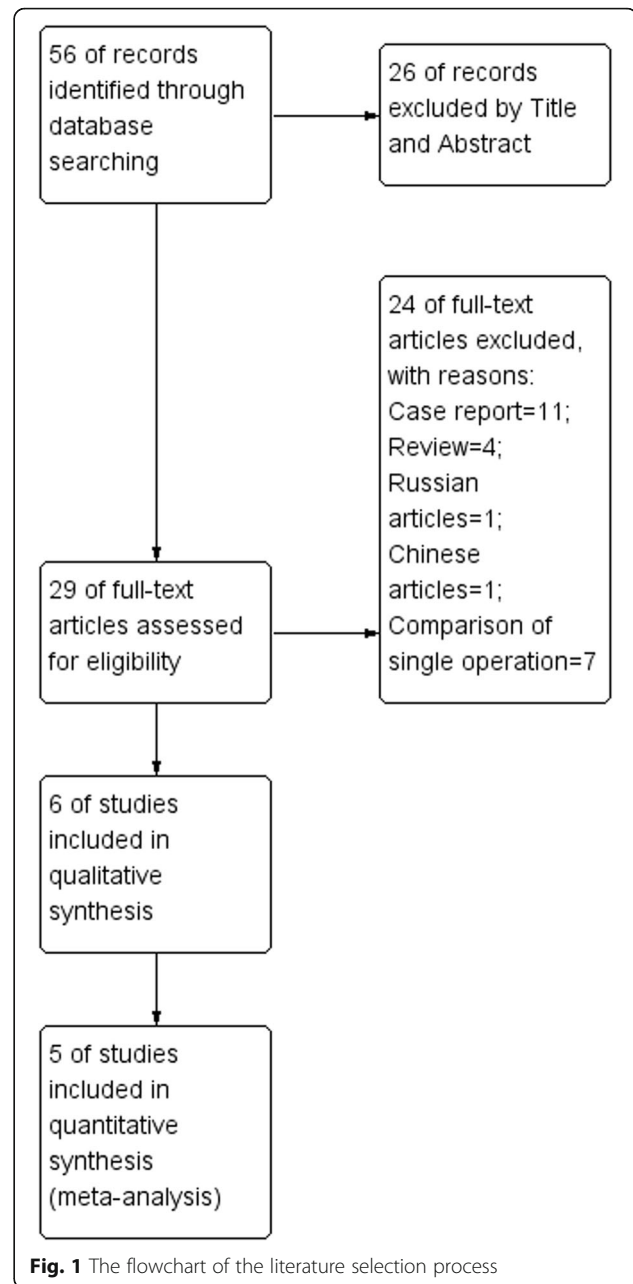 56 of records
identified through
database
searching
26 of records
excluded by Title
and Abstract
24 of full-text
articles excluded,
with reasons:
Case report=11;
Review=4;
Russian
articles=1;
Chinese
articles=1;
Comparison of
single operation=7
29 of full-text
articles assessed
for eligibility
6 of studies
included in
qualitative
synthesis
5 of studies
included in
quantitative
synthesis
(meta-analysis)
Fig. 1 The flowchart of the literature selection process